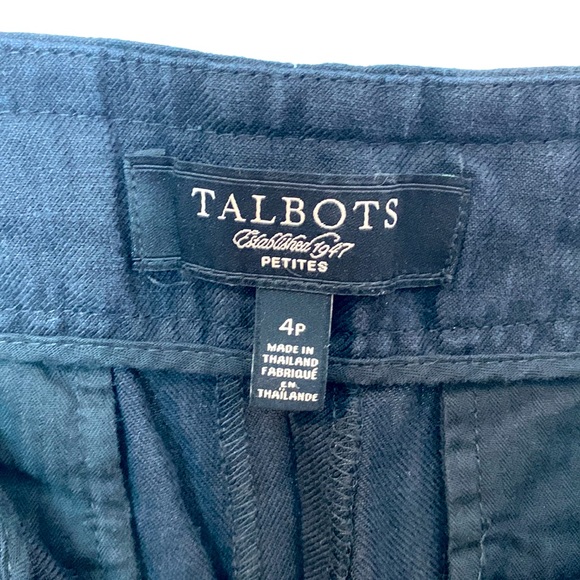 TALBOTS
Established 1947
PETITES
4P
MADE IN
THAILAND
FABRIQUÉ
EN
THAÏLANDE